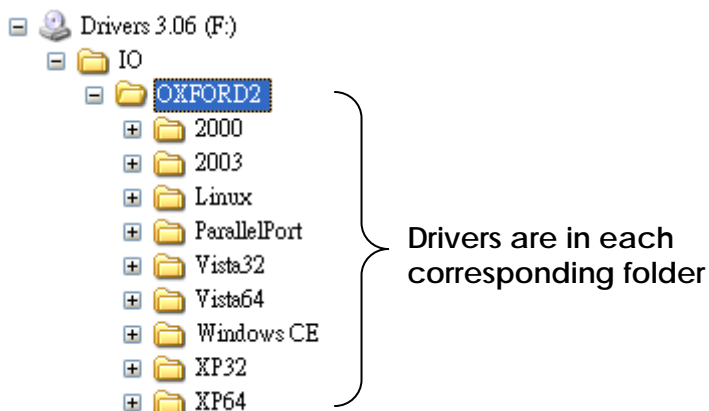 Drivers 3.06 (F:)
IO
OXFORD2
2000
2003
Linux
ParallelPort
Vista32
Vista64
Windows CE
XP32
XP64
Drivers are in each
corresponding folder